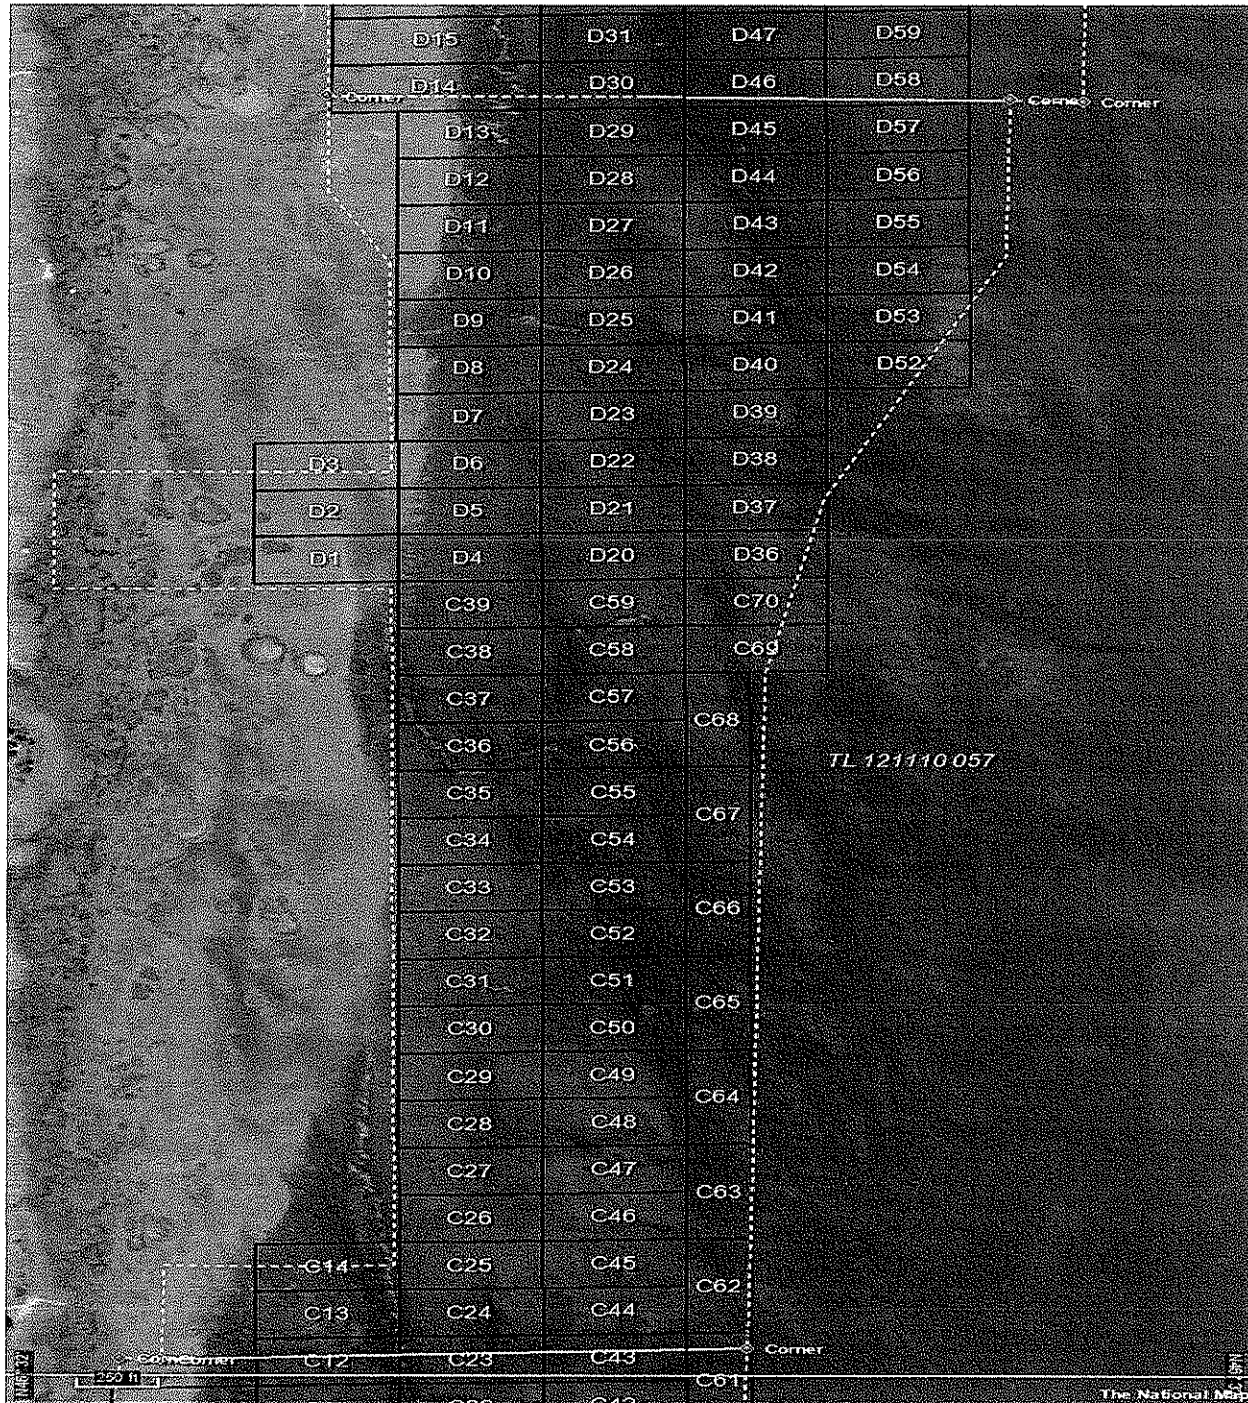 D15 D31 D47 D59
D14 D30 D46 D58
Corner Corne Corner
D13 D29 D45 D57
D12 D28 D44 D56
D11 D27 D43 D55
D10 D26 D42 D54
D9 D25 D41 D53
D8 D24 D40 D52
D7 D23 D39
D3 D6 D22 D38
D2 D5 D21 D37
D1 D4 D20 D36
C39 C59 C70
C38 C58 C69
C37 C57
C68
C36 C56
TL 121110 057
C35 C55
C67
C34 C54
C33 C53
C66
C32 C52
C31 C51
C65
C30 C50
C29 C49
C64
C28 C48
C27 C47
C63
C26 C46
C14 C25 C45
C62
C13 C24 C44
Corner
Corner
C12 C23 C43
250 ft
C61
The National Map